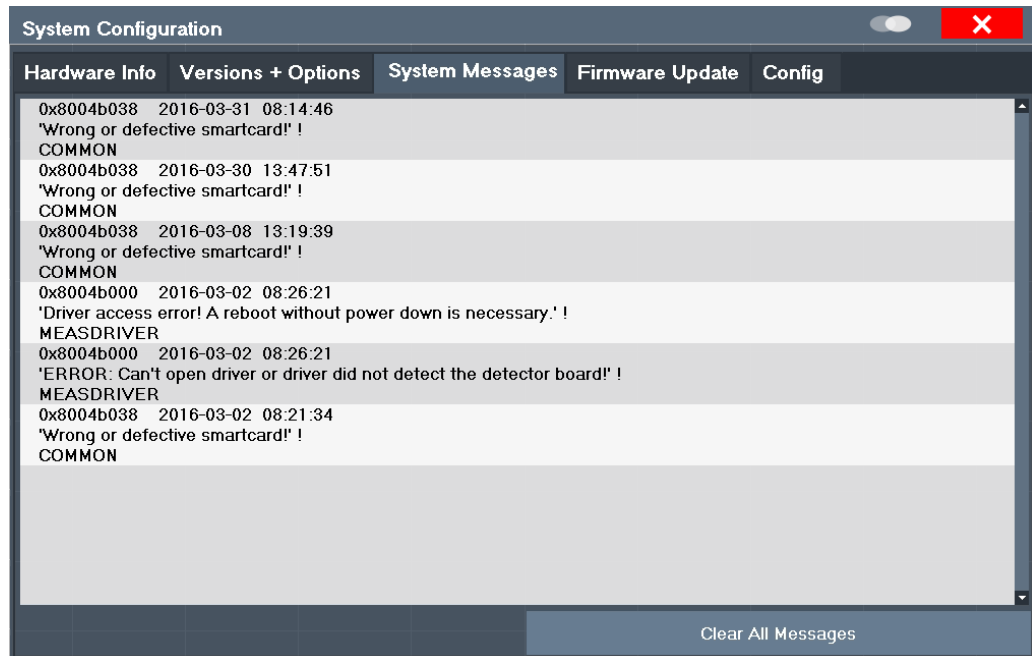 System Configuration
Hardware Info Versions + Options System Messages Firmware Update Config
0x8004b038 2016-03-31 08:14:46
'Wrong or defective smartcard!' !
COMMON
0x8004b038 2016-03-30 13:47:51
'Wrong or defective smartcard!' !
COMMON
0x8004b038 2016-03-08 13:19:39
'Wrong or defective smartcard!' !
COMMON
0x8004b000 2016-03-02 08:26:21
'Driver access error! A reboot without power down is necessary.' !
MEASDRIVER
0x8004b000 2016-03-02 08:26:21
'ERROR: Can't open driver or driver did not detect the detector board!' !
MEASDRIVER
0x8004b038 2016-03-02 08:21:34
'Wrong or defective smartcard!' !
COMMON
Clear All Messages